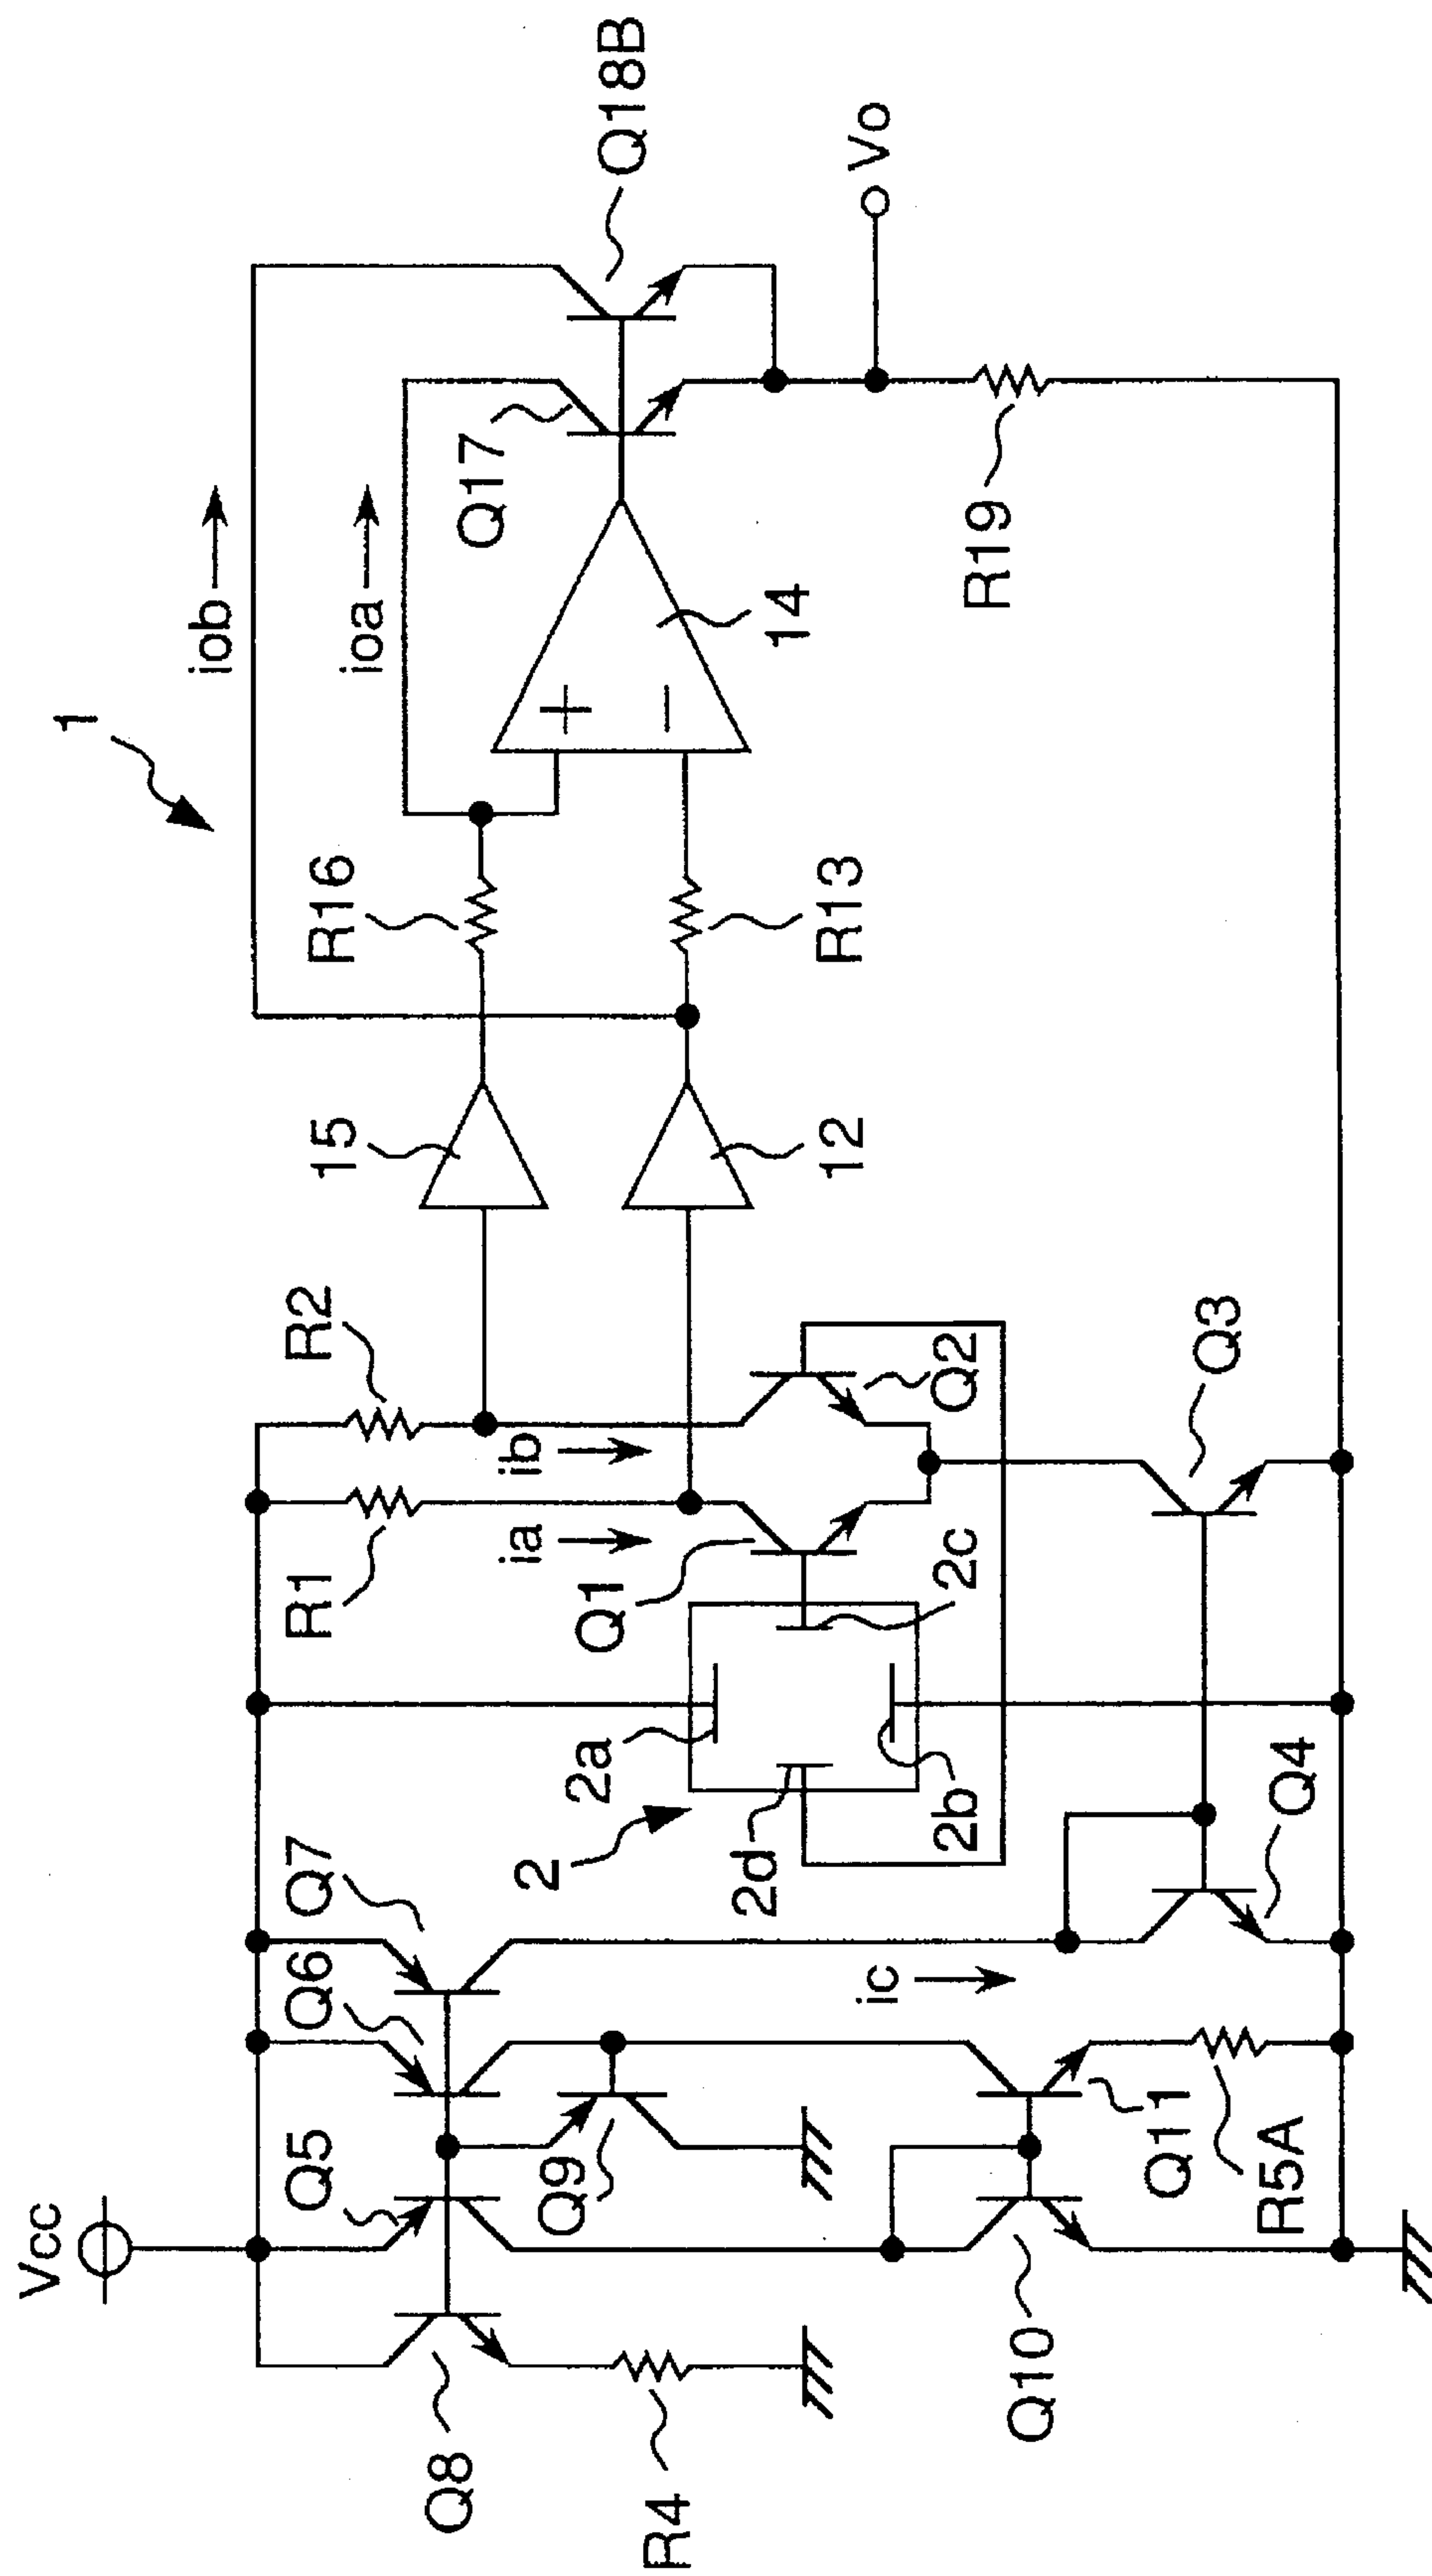 1
iob
ioa
Q18B
Q17
Vo
14
+
−
R19
R16
R13
15
12
R2
R1
ib
ia
Q2
Q1
Q3
2c
2a
2b
2d
2
Q4
Q7
Q6
ic
Q5
Q9
Q11
R5A
Vcc
Q10
Q8
R4